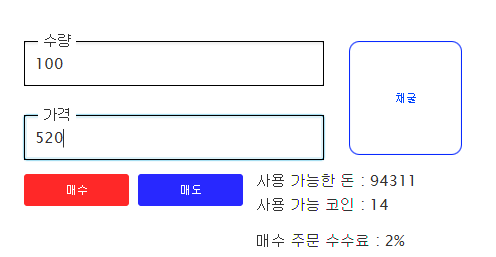 수량
100
채굴
가격
520
매수
매도
사용 가능한 돈 : 94311
사용 가능 코인 : 14
매수 주문 수수료 : 2%